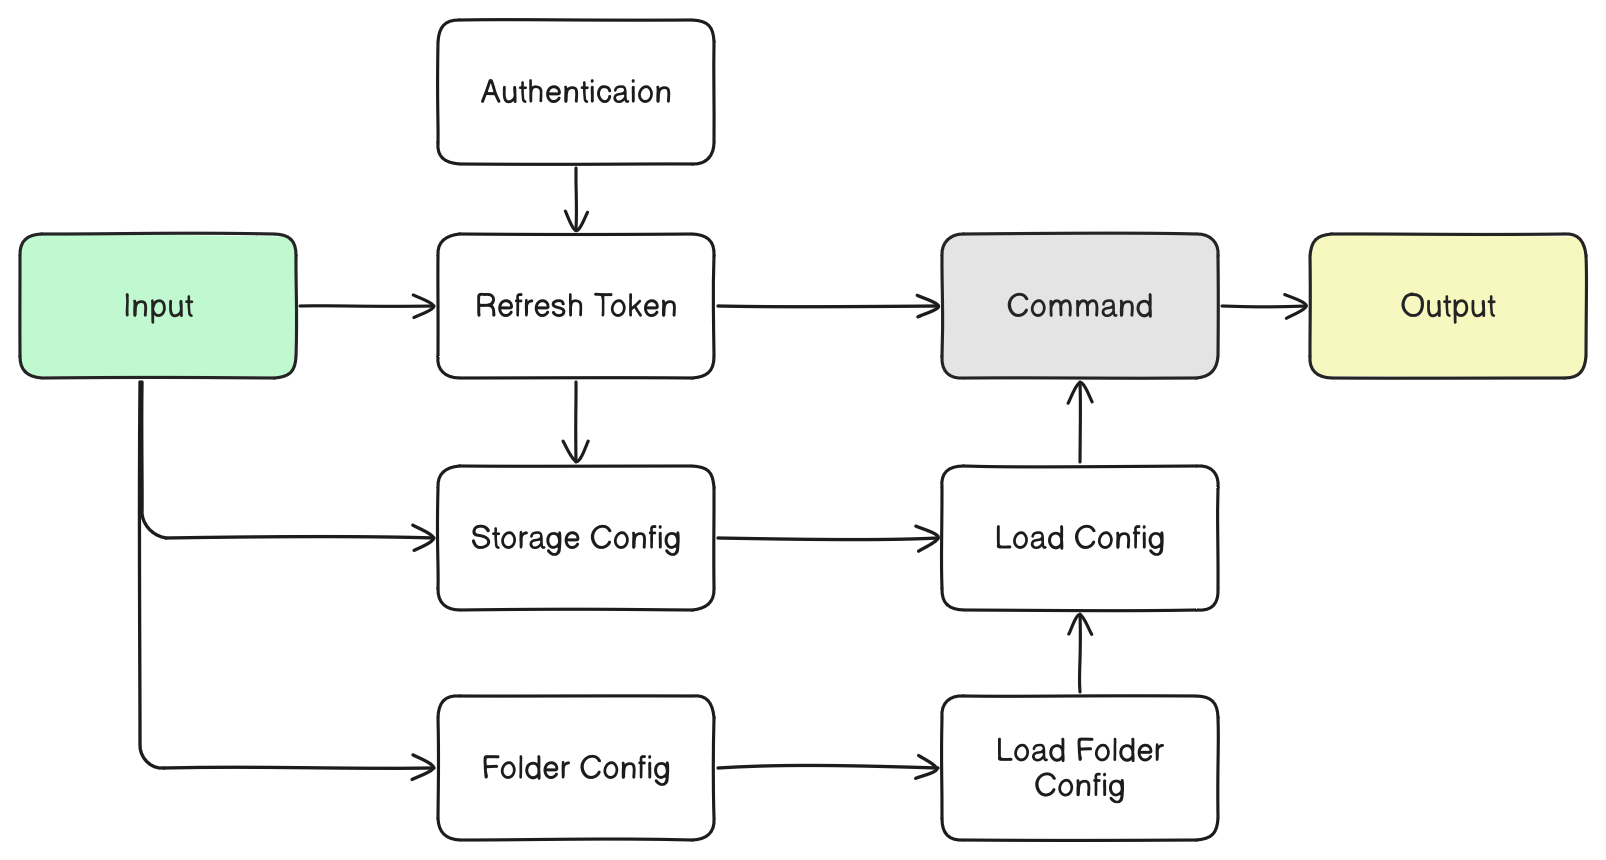 Authenticaion
Input
Refresh Token
Command
Output
Storage Config
Load Config
Folder Config
Load Folder
Config